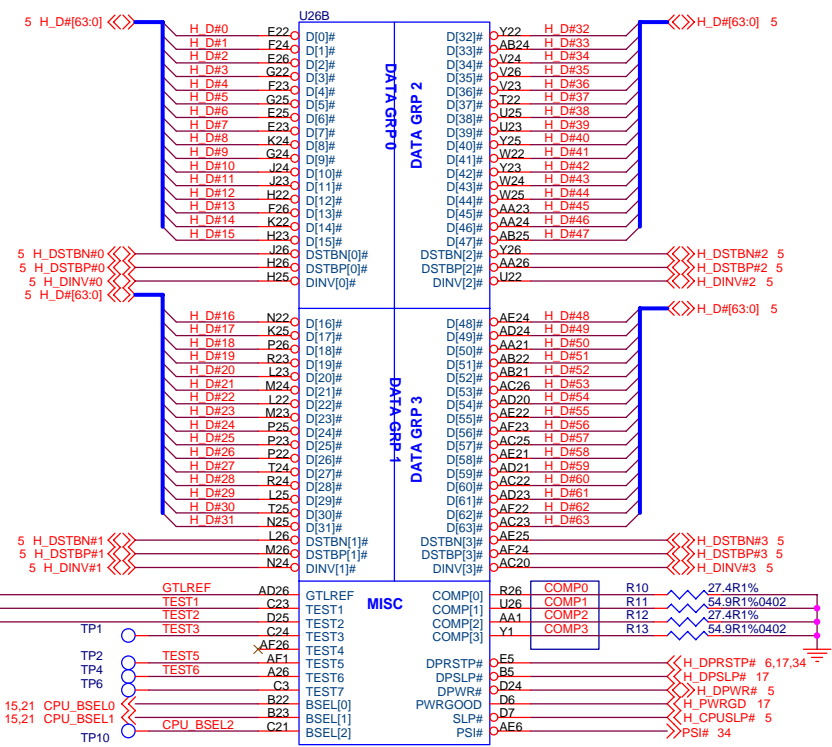 U26B
5 H_D#[63:0] H_D#[63:0] 5
H_D#0 E22 D[0]# D[32]# Y22 H_D#32
H_D#1 F24 D[1]# D[33]# AB24 H_D#33
H_D#2 E26 D[2]# D[34]# V24 H_D#34
H_D#3 G22 D[3]# D[35]# V26 H_D#35
H_D#4 F23 D[4]# D[36]# V23 H_D#36
H_D#5 G25 D[5]# D[37]# T22 H_D#37
H_D#6 E25 D[6]# D[38]# U25 H_D#38
H_D#7 E23 D[7]# D[39]# U23 H_D#39
H_D#8 K24 D[8]# D[40]# Y25 H_D#40
H_D#9 G24 D[9]# D[41]# W22 H_D#41
H_D#10 J24 D[10]# D[42]# Y23 H_D#42
H_D#11 J23 D[11]# D[43]# W24 H_D#43
H_D#12 H22 D[12]# D[44]# W25 H_D#44
H_D#13 F26 D[13]# D[45]# AA23 H_D#45
H_D#14 K22 D[14]# D[46]# AA24 H_D#46
H_D#15 H23 D[15]# D[47]# AB25 H_D#47
DATA GRP 0
DATA GRP 2
5 H_DSTBN#0 J26 DSTBN[0]# DSTBN[2]# Y26 H_DSTBN#2 5
5 H_DSTBP#0 H26 DSTBP[0]# DSTBP[2]# AA26 H_DSTBP#2 5
5 H_DINV#0 H25 DINV[0]# DINV[2]# U22 H_DINV#2 5
5 H_D#[63:0] H_D#[63:0] 5
H_D#16 N22 D[16]# D[48]# AE24 H_D#48
H_D#17 K25 D[17]# D[49]# AD24 H_D#49
H_D#18 P26 D[18]# D[50]# AA21 H_D#50
H_D#19 R23 D[19]# D[51]# AB22 H_D#51
H_D#20 L23 D[20]# D[52]# AB21 H_D#52
H_D#21 M24 D[21]# D[53]# AC26 H_D#53
H_D#22 L22 D[22]# D[54]# AD20 H_D#54
H_D#23 M23 D[23]# D[55]# AE22 H_D#55
H_D#24 P25 D[24]# D[56]# AF23 H_D#56
H_D#25 P23 D[25]# D[57]# AC25 H_D#57
H_D#26 P22 D[26]# D[58]# AE21 H_D#58
H_D#27 T24 D[27]# D[59]# AD21 H_D#59
H_D#28 R24 D[28]# D[60]# AC22 H_D#60
H_D#29 L25 D[29]# D[61]# AD23 H_D#61
H_D#30 T25 D[30]# D[62]# AF22 H_D#62
H_D#31 N25 D[31]# D[63]# AC23 H_D#63
DATA GRP 1
DATA GRP 3
5 H_DSTBN#1 L26 DSTBN[1]# DSTBN[3]# AE25 H_DSTBN#3 5
5 H_DSTBP#1 M26 DSTBP[1]# DSTBP[3]# AF24 H_DSTBP#3 5
5 H_DINV#1 N24 DINV[1]# DINV[3]# AC20 H_DINV#3 5
MISC
GTLREF AD26 GTLREF COMP[0] R26 COMP0 R10 27.4R1%
TEST1 C23 TEST1 COMP[1] U26 COMP1 R11 54.9R1%0402
TEST2 D25 TEST2 COMP[2] AA1 COMP2 R12 27.4R1%
TP1 TEST3 C24 TEST3 COMP[3] Y1 COMP3 R13 54.9R1%0402
AF26 TEST4
TP2 TEST5 AF1 TEST5 DPRSTP# E5 H_DPRSTP# 6,17,34
TP4 TEST6 A26 TEST6 DPSLP# B5 H_DPSLP# 17
TP6 C3 TEST7 DPWR# D24 H_DPWR# 5
15,21 CPU_BSEL0 B22 BSEL[0] PWRGOOD D6 H_PWRGD 17
15,21 CPU_BSEL1 B23 BSEL[1] SLP# D7 H_CPUSLP# 5
TP10 CPU_BSEL2 C21 BSEL[2] PSI# AE6 PSI# 34